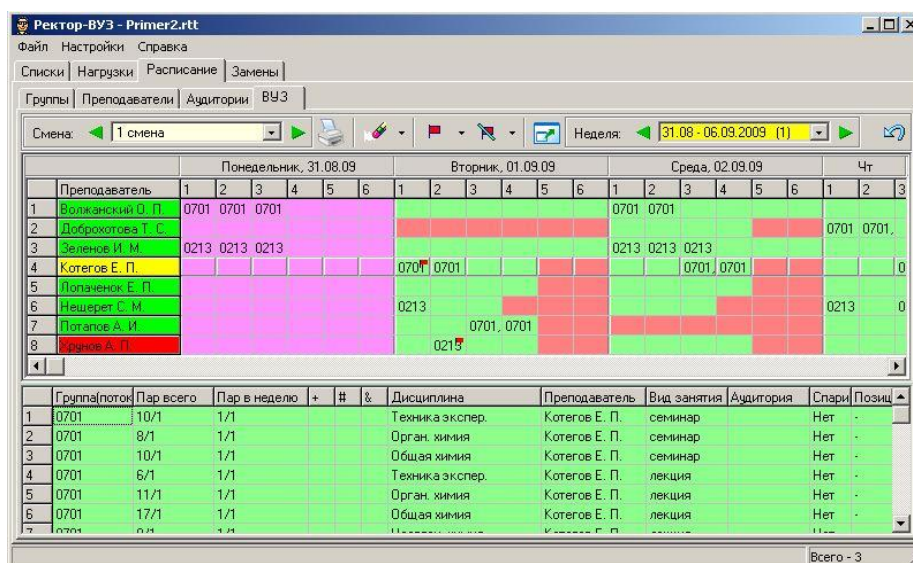 Ректор-ВУЗ - Primer2.rtt
Файл Настройки Справка
Списки Нагрузки Расписание Замены
Группы Преподаватели Аудитории ВУЗ
Смена: 1 смена Неделя: 31.08 - 06.09.2009 (1)
Понедельник, 31.08.09 Вторник, 01.09.09 Среда, 02.09.09 Чт
Преподаватель 1 2 3 4 5 6 1 2 3 4 5 6 1 2 3 4 5 6 1 2 3
1 Волжанский О. П. 0701 0701 0701 0701 0701
2 Доброхотова Т. С. 0701 0701,
3 Зеленов И. М. 0213 0213 0213 0213 0213 0213
4 Котегов Е. П. 0701 0701 0701, 0701 0
5 Лопаченок Е. П.
6 Нешерет С. М. 0213 0213 0
7 Потапов А. И. 0701, 0701
8 Хрунов А. П. 0213
Группа(поток Пар всего Пар в неделю + # & Дисциплина Преподаватель Вид занятия Аудитория Спари Позиц
1 0701 10/1 1/1 Техника экспер. Котегов Е. П. семинар Нет -
2 0701 8/1 1/1 Орган. химия Котегов Е. П. семинар Нет -
3 0701 10/1 1/1 Общая химия Котегов Е. П. семинар Нет -
4 0701 6/1 1/1 Техника экспер. Котегов Е. П. лекция Нет -
5 0701 11/1 1/1 Орган. химия Котегов Е. П. лекция Нет -
6 0701 17/1 1/1 Общая химия Котегов Е. П. лекция Нет -
Всего - 3